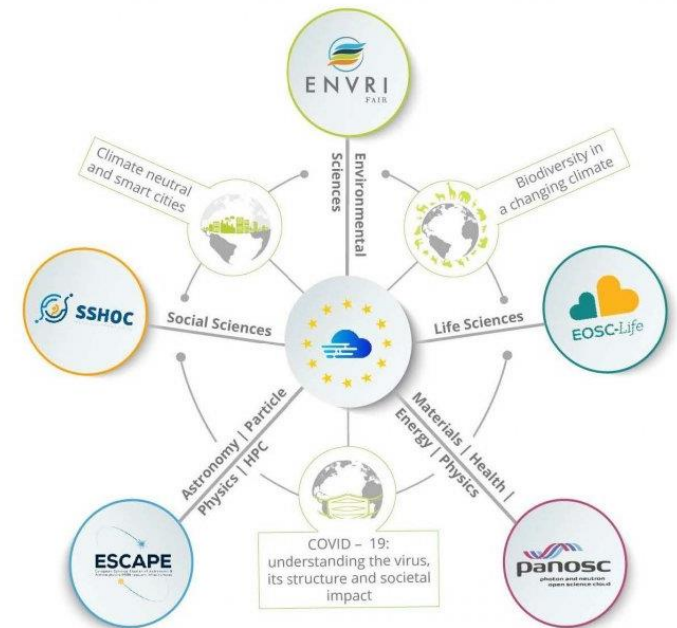 ENVRI
FAIR
Climate neutral
and smart cities
Environmental
Sciences
Biodiversity in
a changing climate
SSHOC
Social Sciences
Life Sciences
EOSC-Life
Astronomy | Particle
Physics | HPC
Materials | Health |
Energy | Physics
ESCAPE
COVID – 19:
understanding the virus,
its structure and societal
impact
panosc
photon and neutron
open science cloud